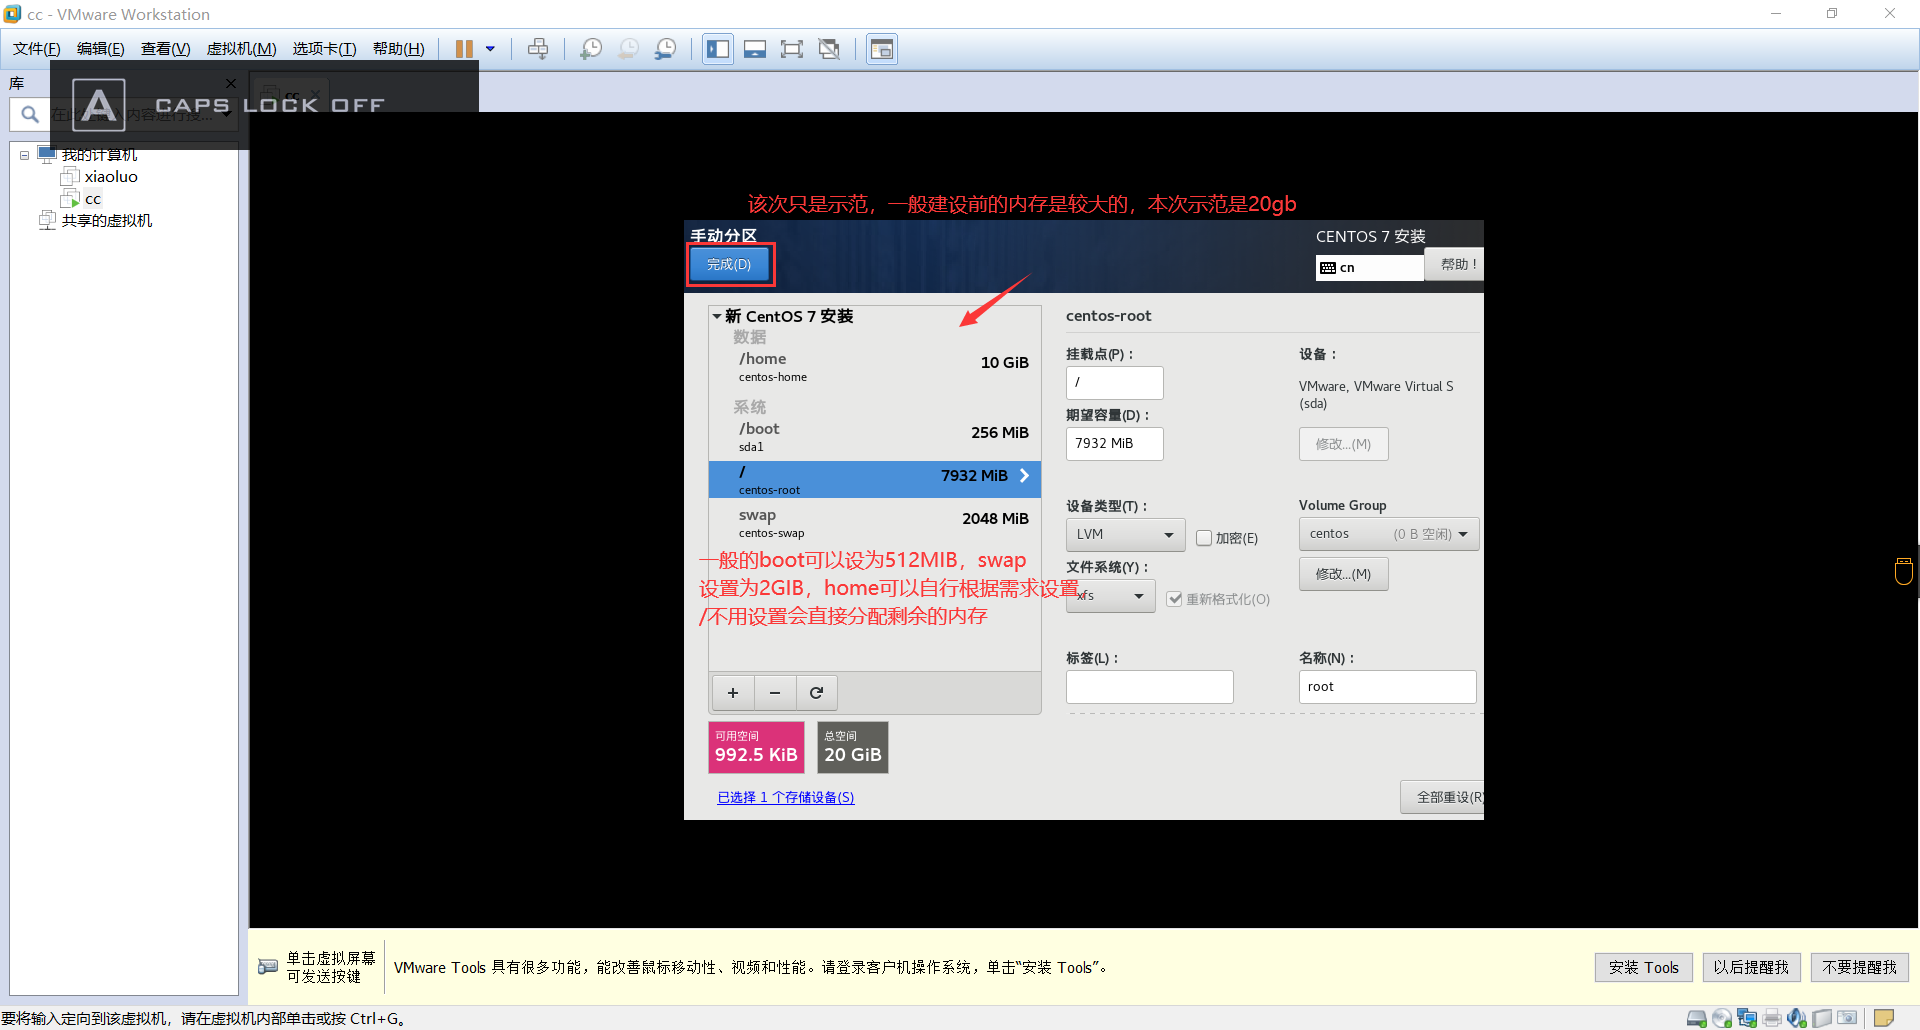 cc - VMware Workstation
文件(F) 编辑(E) 查看(V) 虚拟机(M) 选项卡(T) 帮助(H)
库
CAPS LOCK OFF
A
cc
我的计算机
xiaoluo
cc
共享的虚拟机
该次只是示范，一般建设前的内存是较大的，本次示范是20gb
手动分区
CENTOS 7 安装
完成(D)
cn
帮助！
新 CentOS 7 安装
数据
/home
10 GiB
centos-home
系统
/boot
256 MiB
sda1
/
7932 MiB
centos-root
swap
2048 MiB
centos-swap
一般的boot可以设为512MIB，swap
设置为2GIB，home可以自行根据需求设置
/不用设置会直接分配剩余的内存
+ −
可用空间
992.5 KiB
总空间
20 GiB
已选择 1 个存储设备(S)
centos-root
挂载点(P)：
/
设备：
VMware, VMware Virtual S
(sda)
期望容量(D)：
7932 MiB
修改...(M)
设备类型(T)：
LVM
加密(E)
Volume Group
centos (0 B 空闲)
文件系统(Y)：
xfs
重新格式化(O)
修改...(M)
标签(L)：
名称(N)：
root
全部重设(R)
单击虚拟屏幕
可发送按键
VMware Tools 具有很多功能，能改善鼠标移动性、视频和性能。请登录客户机操作系统，单击“安装 Tools”。
安装 Tools
以后提醒我
不要提醒我
要将输入定向到该虚拟机，请在虚拟机内部单击或按 Ctrl+G。